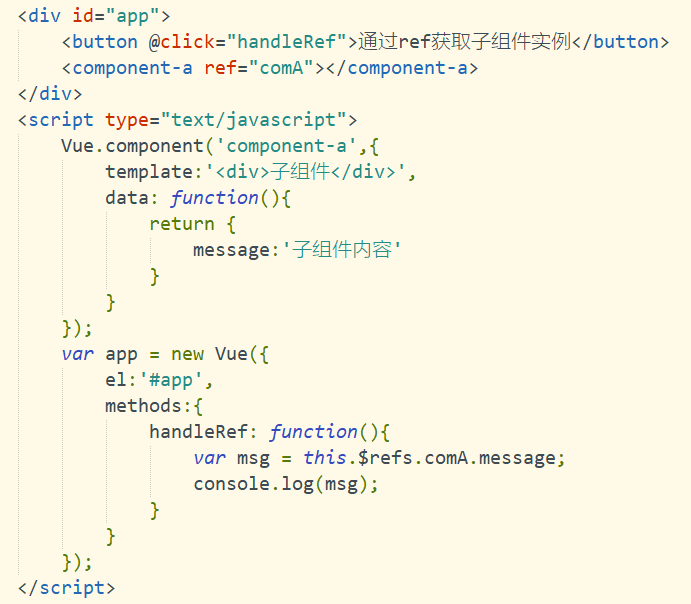 <div id="app">
    <button @click="handleRef">通过ref获取子组件实例</button>
    <component-a ref="comA"></component-a>
</div>
<script type="text/javascript">
    Vue.component('component-a',{
        template:'<div>子组件</div>',
        data: function(){
            return {
                message:'子组件内容'
            }
        }
    });
    var app = new Vue({
        el:'#app',
        methods:{
            handleRef: function(){
                var msg = this.$refs.comA.message;
                console.log(msg);
            }
        }
    });
</script>